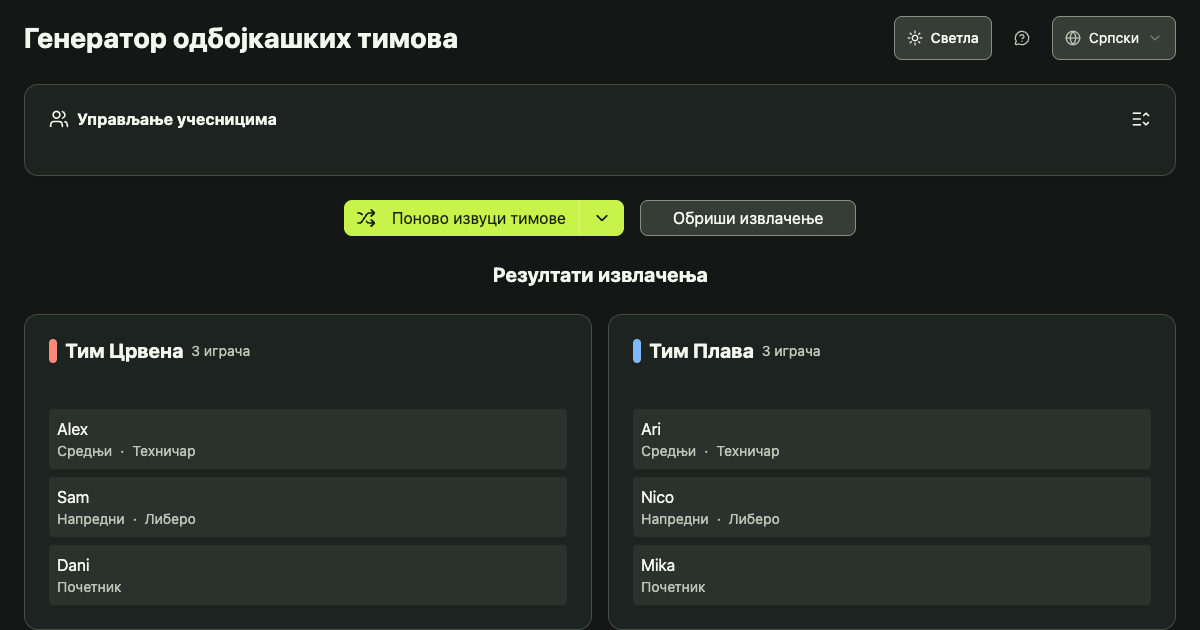 Генератор одбојкашких тимова
Светла
Српски
Управљање учесницима
Поново извуци тимове
Обриши извлачење
Резултати извлачења
Тим Црвена 3 играча
Alex
Средњи · Техничар
Sam
Напредни · Либеро
Dani
Почетник
Тим Плава 3 играча
Ari
Средњи · Техничар
Nico
Напредни · Либеро
Mika
Почетник